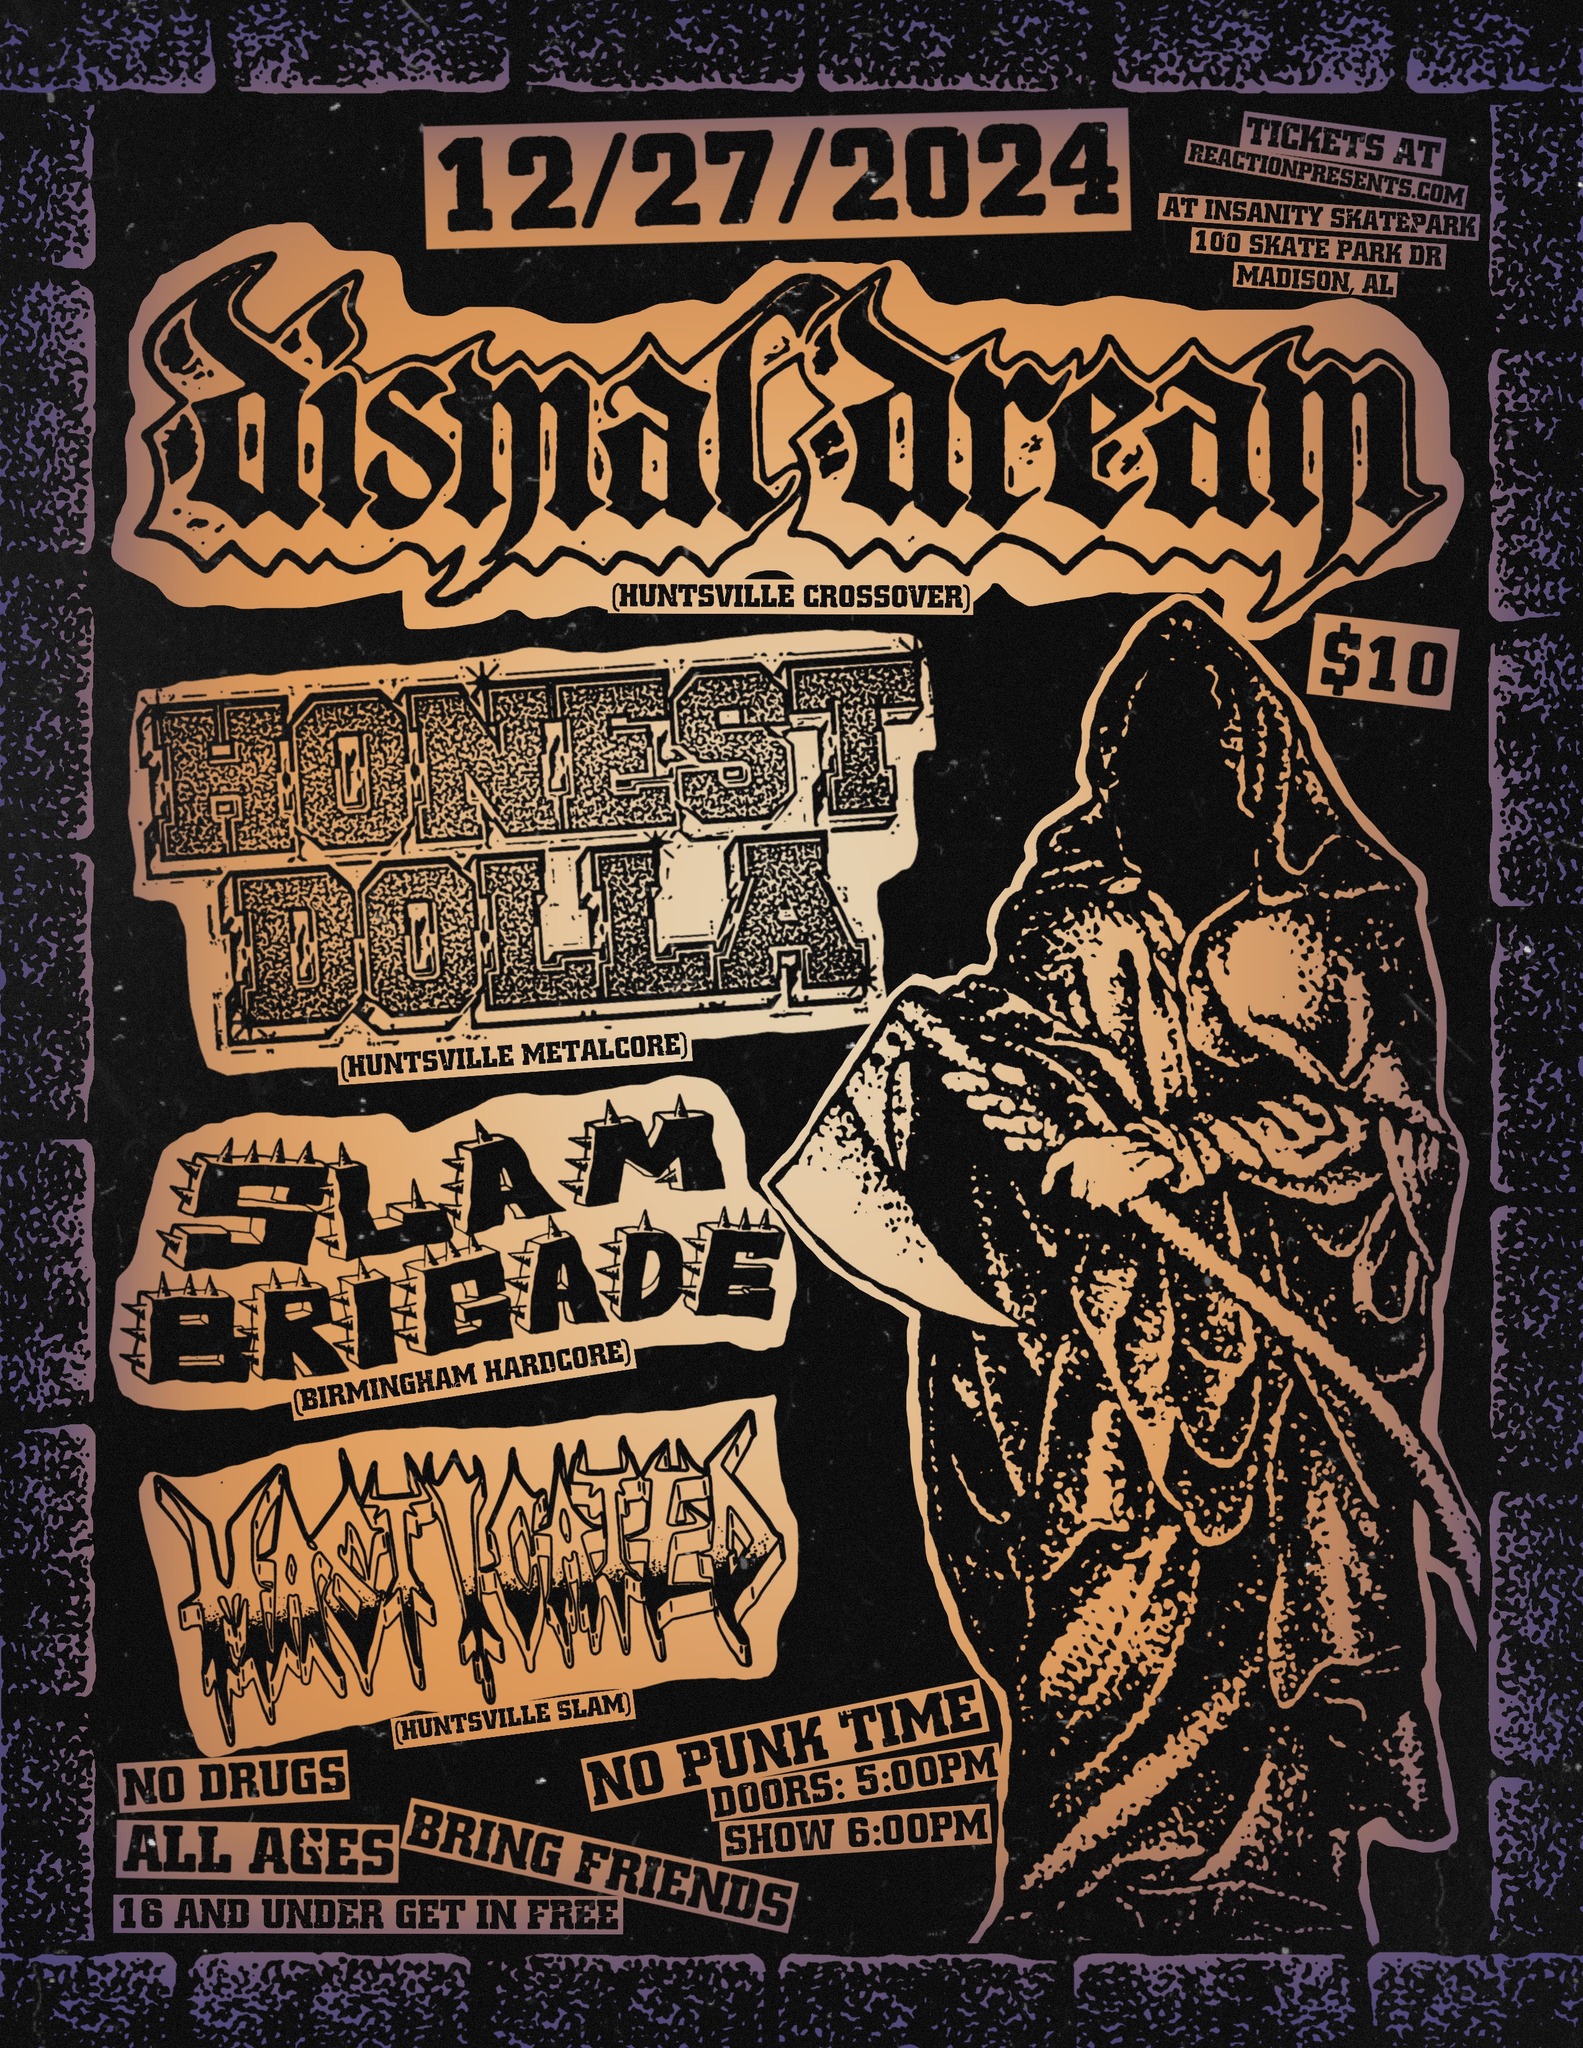 12/27/2024
TICKETS AT
REACTIONPRESENTS.COM
AT INSANITY SKATEPARK
100 SKATE PARK DR
MADISON, AL
dismal dream
(HUNTSVILLE CROSSOVER)
$10
HONEST
DOLLA
(HUNTSVILLE METALCORE)
SLAM
BRIGADE
(BIRMINGHAM HARDCORE)
MASTICATED
(HUNTSVILLE SLAM)
NO PUNK TIME
DOORS: 5:00PM
SHOW 6:00PM
NO DRUGS
ALL AGES
BRING FRIENDS
16 AND UNDER GET IN FREE